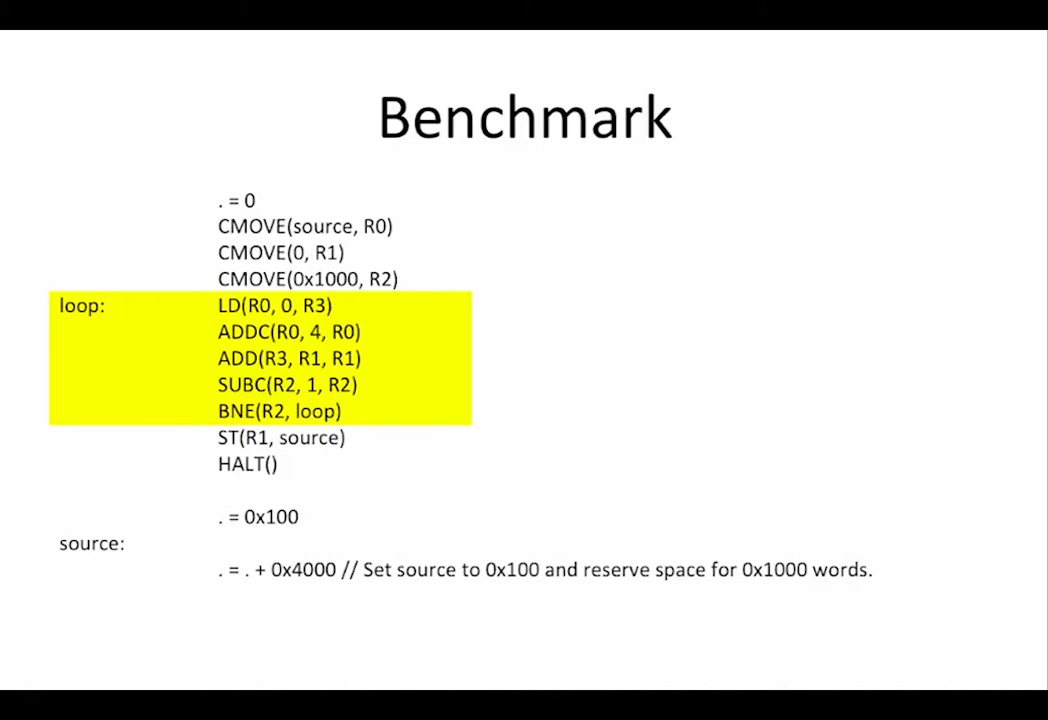 Benchmark
. = 0
CMOVE(source, R0)
CMOVE(0, R1)
CMOVE(0x1000, R2)
loop: LD(R0, 0, R3)
ADDC(R0, 4, R0)
ADD(R3, R1, R1)
SUBC(R2, 1, R2)
BNE(R2, loop)
ST(R1, source)
HALT()
. = 0x100
source:
. = . + 0x4000 // Set source to 0x100 and reserve space for 0x1000 words.